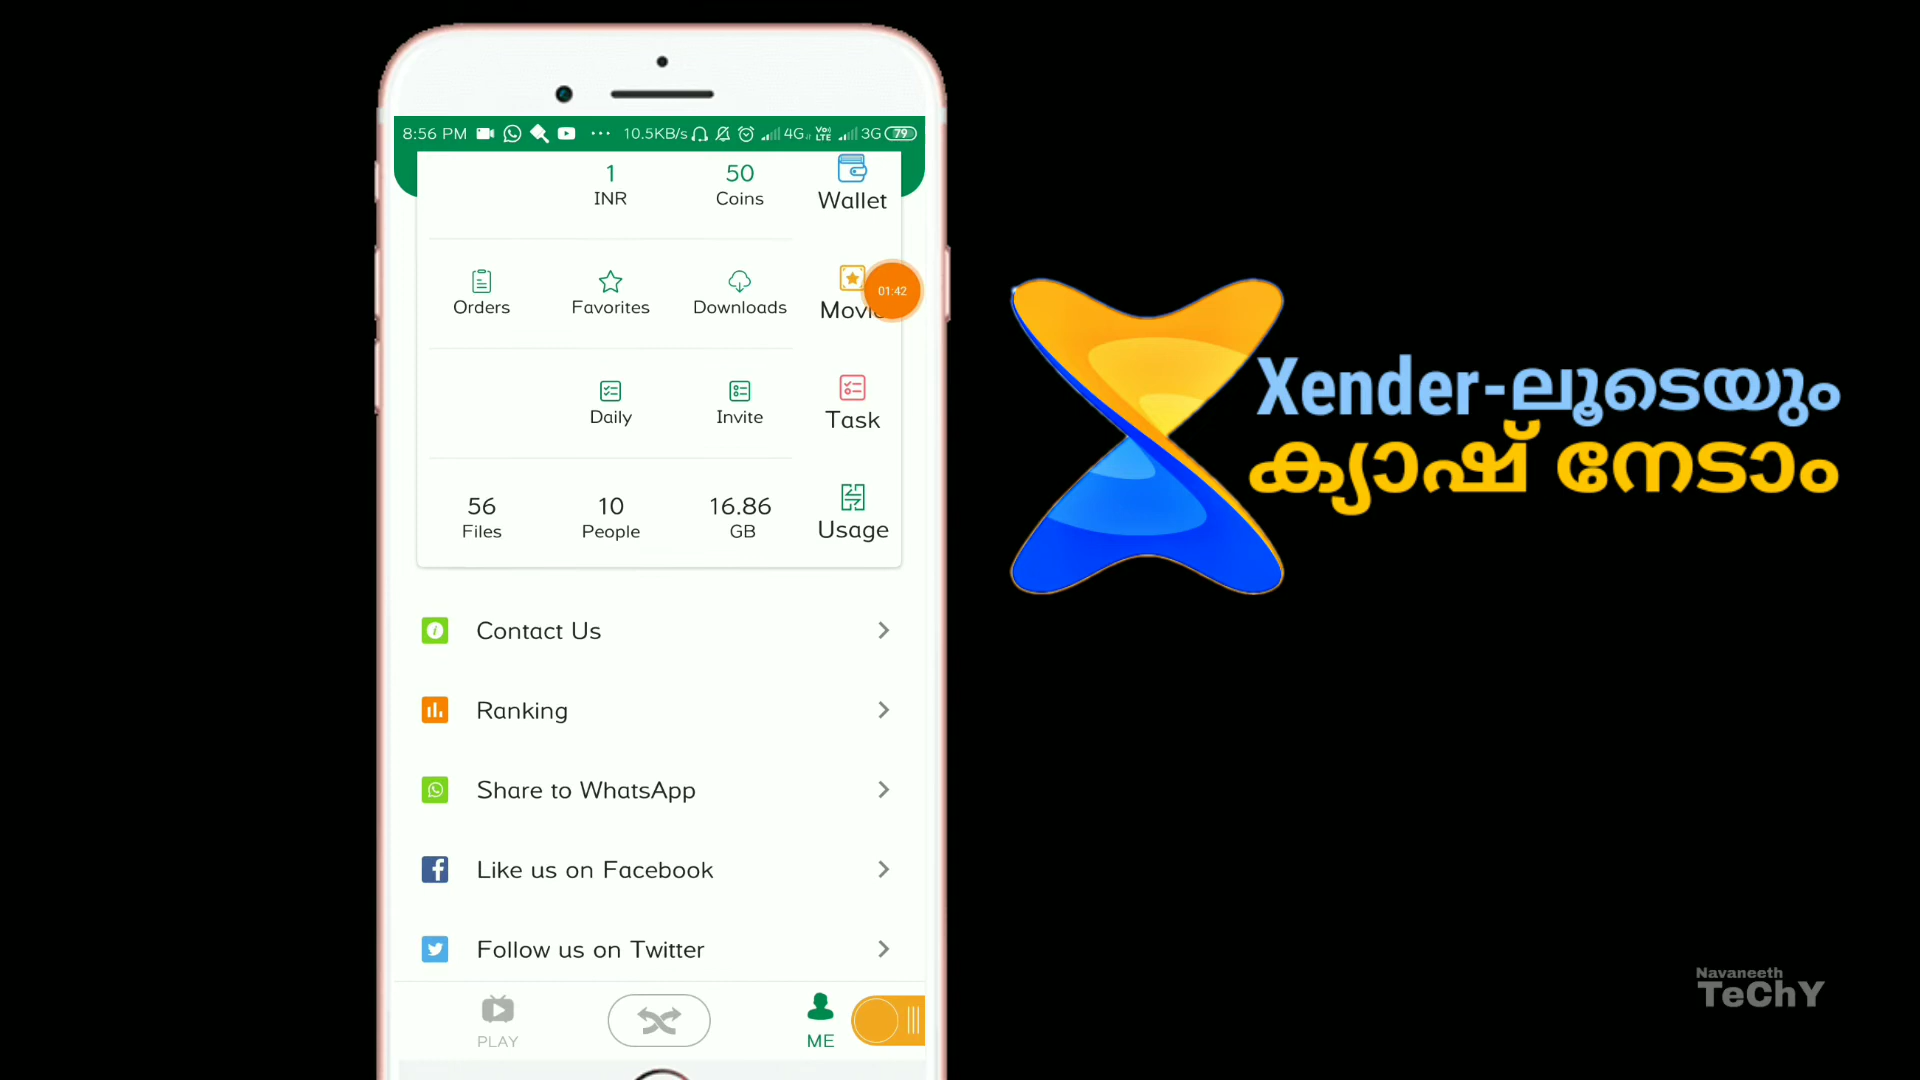 8:56 PM ... 10.5KB/s 4G VoLTE 3G 79
1 50 Wallet
INR Coins
01:42
Orders Favorites Downloads
Daily Invite Task
56 10 16.86
Files People GB Usage
Contact Us
Ranking
Share to WhatsApp
Like us on Facebook
Follow us on Twitter
PLAY ME
Xender-ലൂടെയും
ക്യാഷ് നേടാം
Navaneeth
TeChY